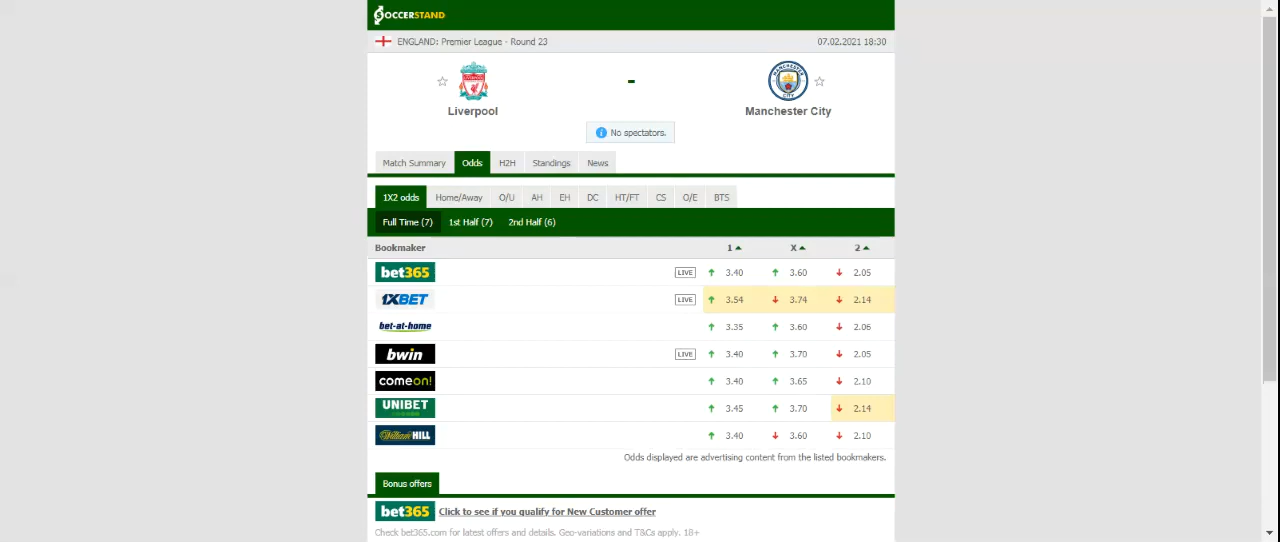 SOCCERSTAND
ENGLAND: Premier League - Round 23 07.02.2021 18:30
-
Liverpool Manchester City
No spectators.
Match Summary Odds H2H Standings News
1X2 odds Home/Away O/U AH EH DC HT/FT CS O/E BTS
Full Time (7) 1st Half (7) 2nd Half (6)
Bookmaker 1 X 2
bet365 LIVE 3.40 3.60 2.05
1XBET LIVE 3.54 3.74 2.14
bet-at-home 3.35 3.60 2.06
bwin LIVE 3.40 3.70 2.05
comeon! 3.40 3.65 2.10
UNIBET 3.45 3.70 2.14
William HILL 3.40 3.60 2.10
Odds displayed are advertising content from the listed bookmakers.
Bonus offers
bet365 Click to see if you qualify for New Customer offer
Check bet365.com for latest offers and details. Geo-variations and T&Cs apply. 18+